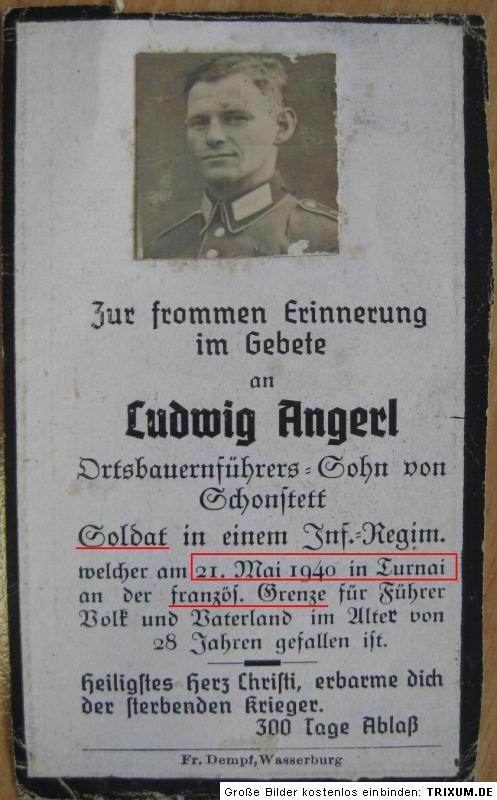 Zur frommen Erinnerung
im Gebete
an
Ludwig Angerl
Ortsbauernführers-Sohn von
Schonstett
Soldat in einem Inf.-Regim.
welcher am 21. Mai 1940 in Turnai
an der französ. Grenze für Führer
Volk und Vaterland im Alter von
28 Jahren gefallen ist.
Heiligstes Herz Christi, erbarme dich
der sterbenden Krieger.
300 Tage Ablaß
Fr. Dempf, Wasserburg
Große Bilder kostenlos einbinden: TRIXUM.DE